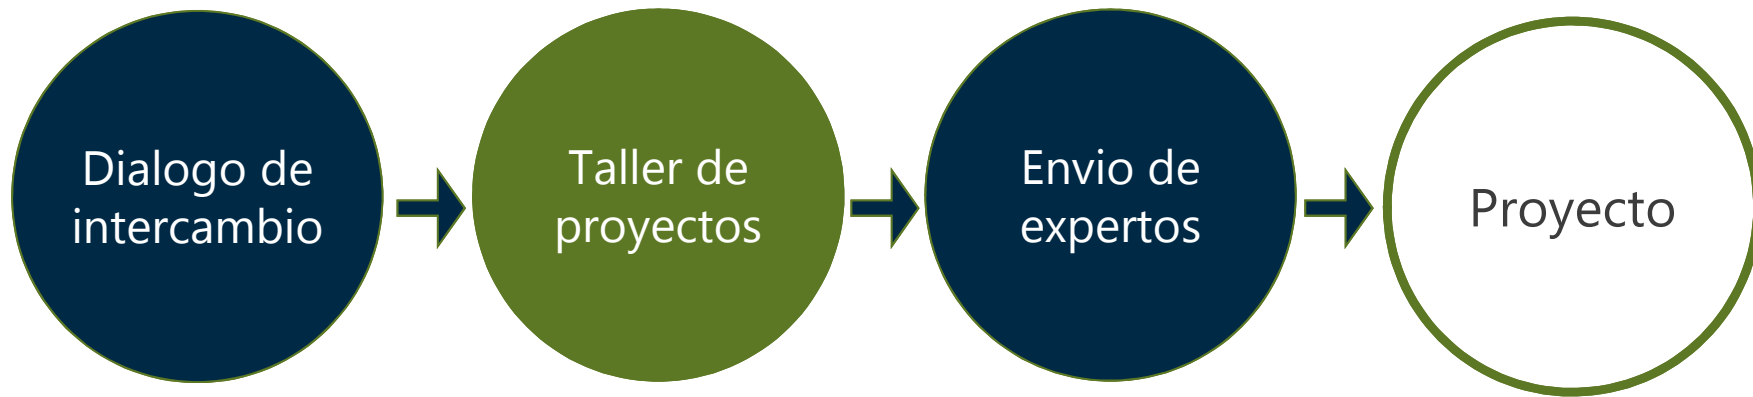 Dialogo de
intercambio
Taller de
proyectos
Envio de
expertos
Proyecto